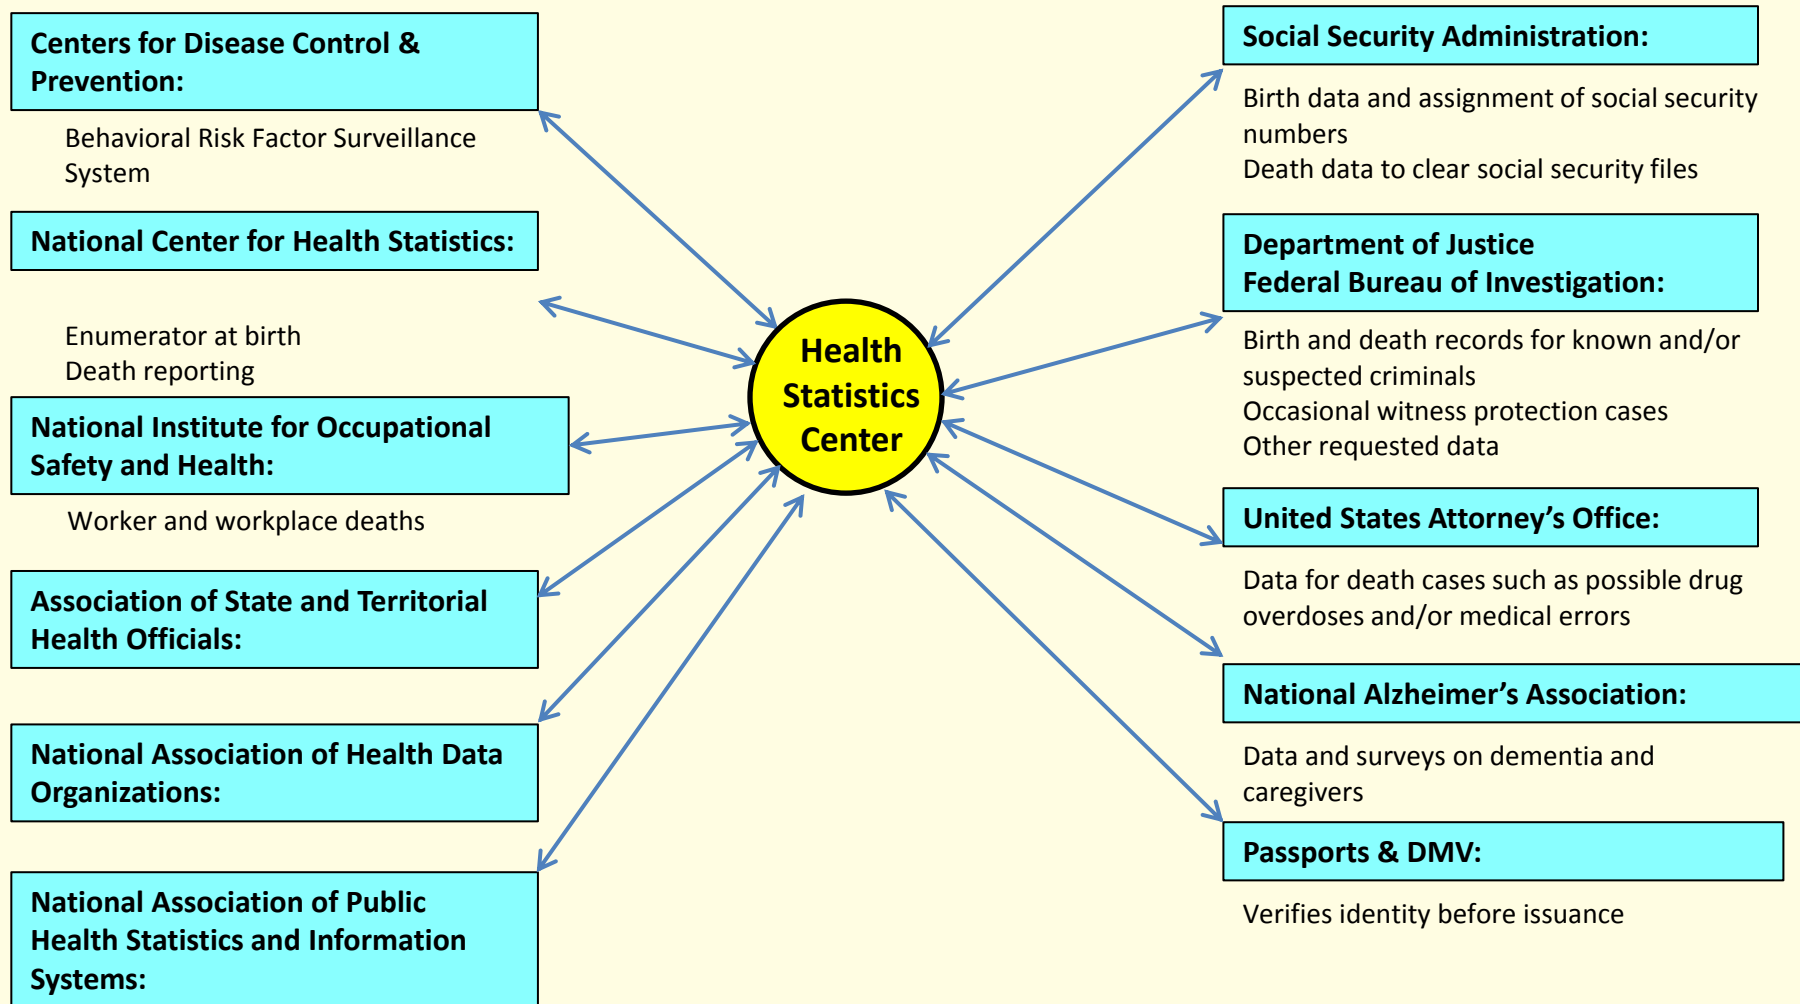 Centers for Disease Control &
Prevention:
Behavioral Risk Factor Surveillance
System
National Center for Health Statistics:
Enumerator at birth
Death reporting
National Institute for Occupational
Safety and Health:
Worker and workplace deaths
Association of State and Territorial
Health Officials:
National Association of Health Data
Organizations:
National Association of Public
Health Statistics and Information
Systems:
Health
Statistics
Center
Social Security Administration:
Birth data and assignment of social security
numbers
Death data to clear social security files
Department of Justice
Federal Bureau of Investigation:
Birth and death records for known and/or
suspected criminals
Occasional witness protection cases
Other requested data
United States Attorney’s Office:
Data for death cases such as possible drug
overdoses and/or medical errors
National Alzheimer’s Association:
Data and surveys on dementia and
caregivers
Passports & DMV:
Verifies identity before issuance